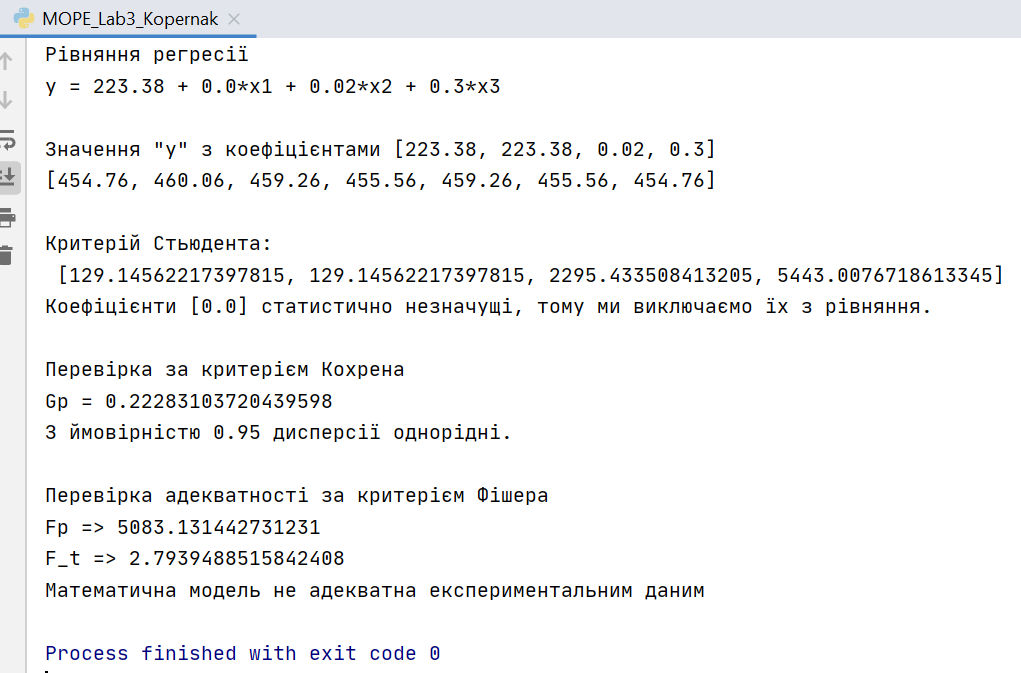 MOPE_Lab3_Kopernak
Рівняння регресії
y = 223.38 + 0.0*x1 + 0.02*x2 + 0.3*x3
Значення "y" з коефіцієнтами [223.38, 223.38, 0.02, 0.3]
[454.76, 460.06, 459.26, 455.56, 459.26, 455.56, 454.76]
Критерій Стьюдента:
[129.14562217397815, 129.14562217397815, 2295.433508413205, 5443.0076718613345]
Коефіцієнти [0.0] статистично незначущі, тому ми виключаємо їх з рівняння.
Перевірка за критерієм Кохрена
Gp = 0.22283103720439598
З ймовірністю 0.95 дисперсії однорідні.
Перевірка адекватності за критерієм Фішера
Fp => 5083.131442731231
F_t => 2.7939488515842408
Математична модель не адекватна експериментальним даним
Process finished with exit code 0